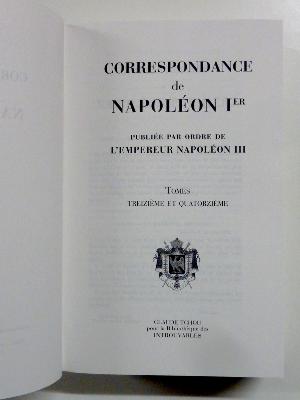 CORRESPONDANCE
de
NAPOLÉON IER
PUBLIÉE PAR ORDRE DE
L'EMPEREUR NAPOLÉON III
TOMES
TREIZIÈME ET QUATORZIÈME
CLAUDE TCHOU
pour la Bibliothèque des
INTROUVABLES